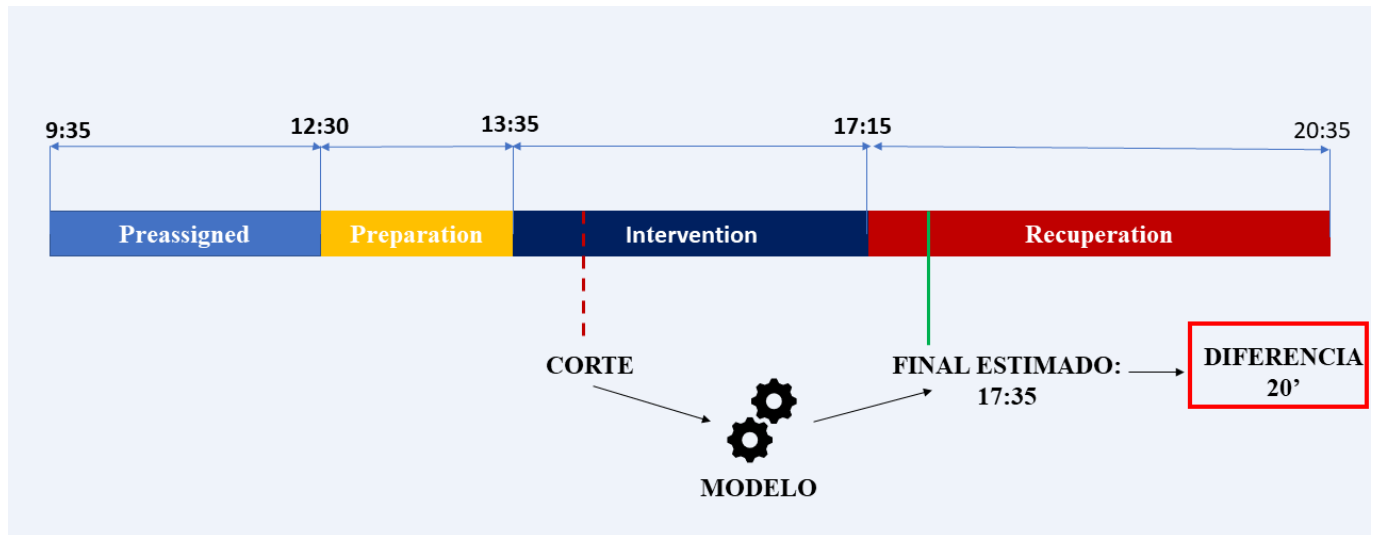 9:35
12:30
13:35
17:15
20:35
Preassigned
Preparation
Intervention
Recuperation
CORTE
FINAL ESTIMADO:
17:35
DIFERENCIA
20’
MODELO